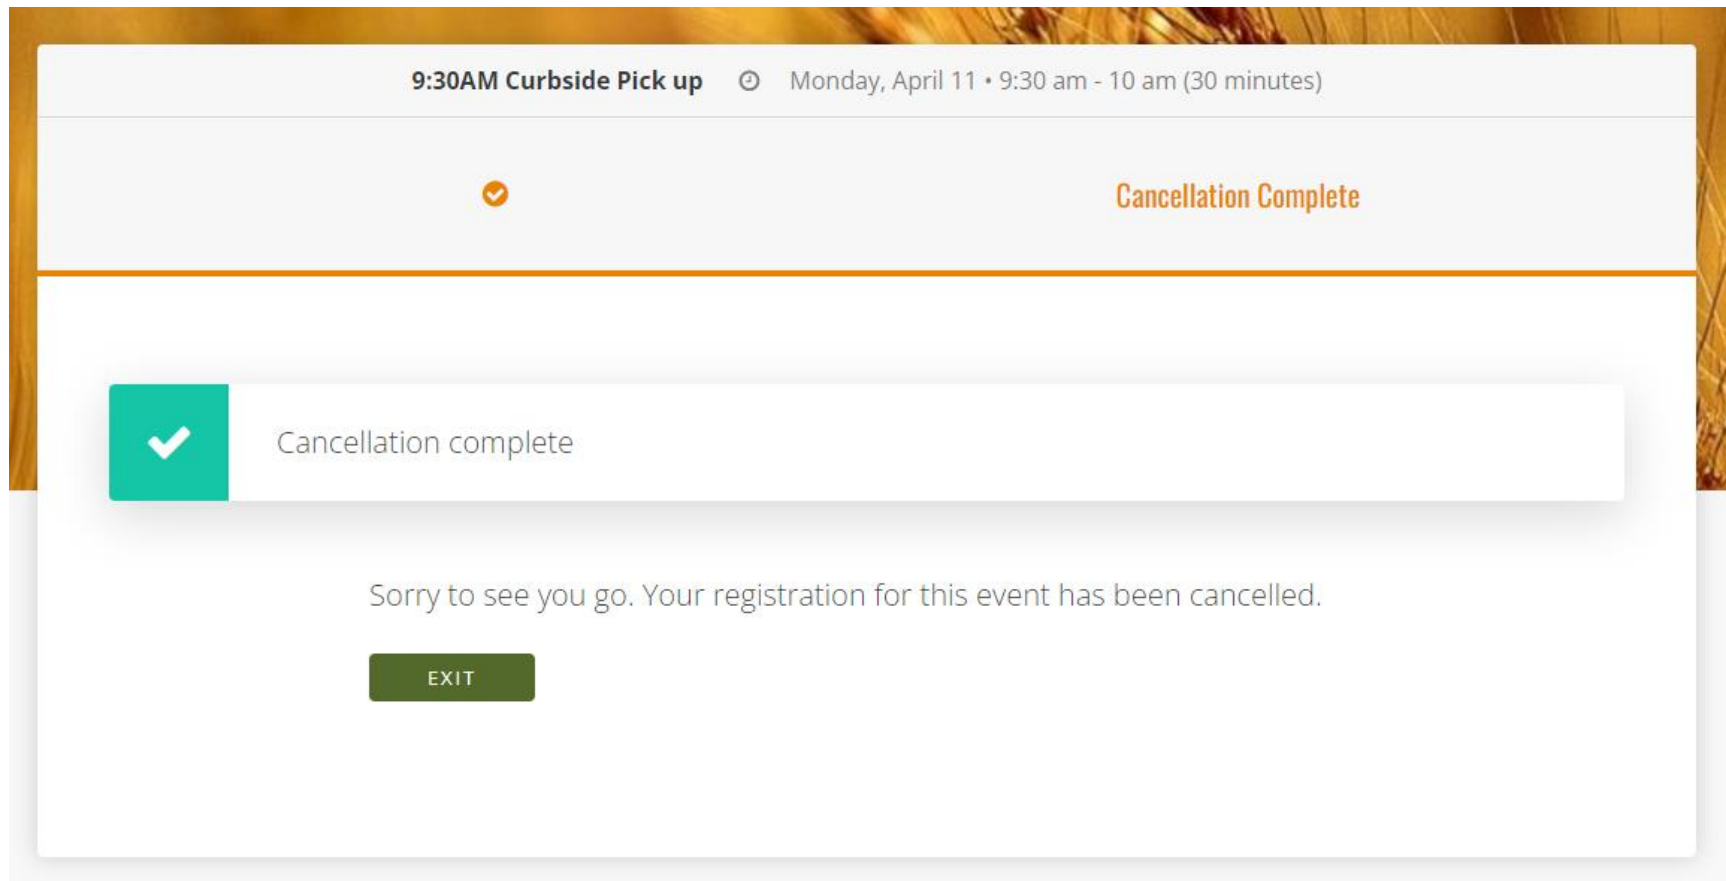 9:30AM Curbside Pick up Monday, April 11 • 9:30 am - 10 am (30 minutes)
Cancellation Complete
Cancellation complete
Sorry to see you go. Your registration for this event has been cancelled.
EXIT